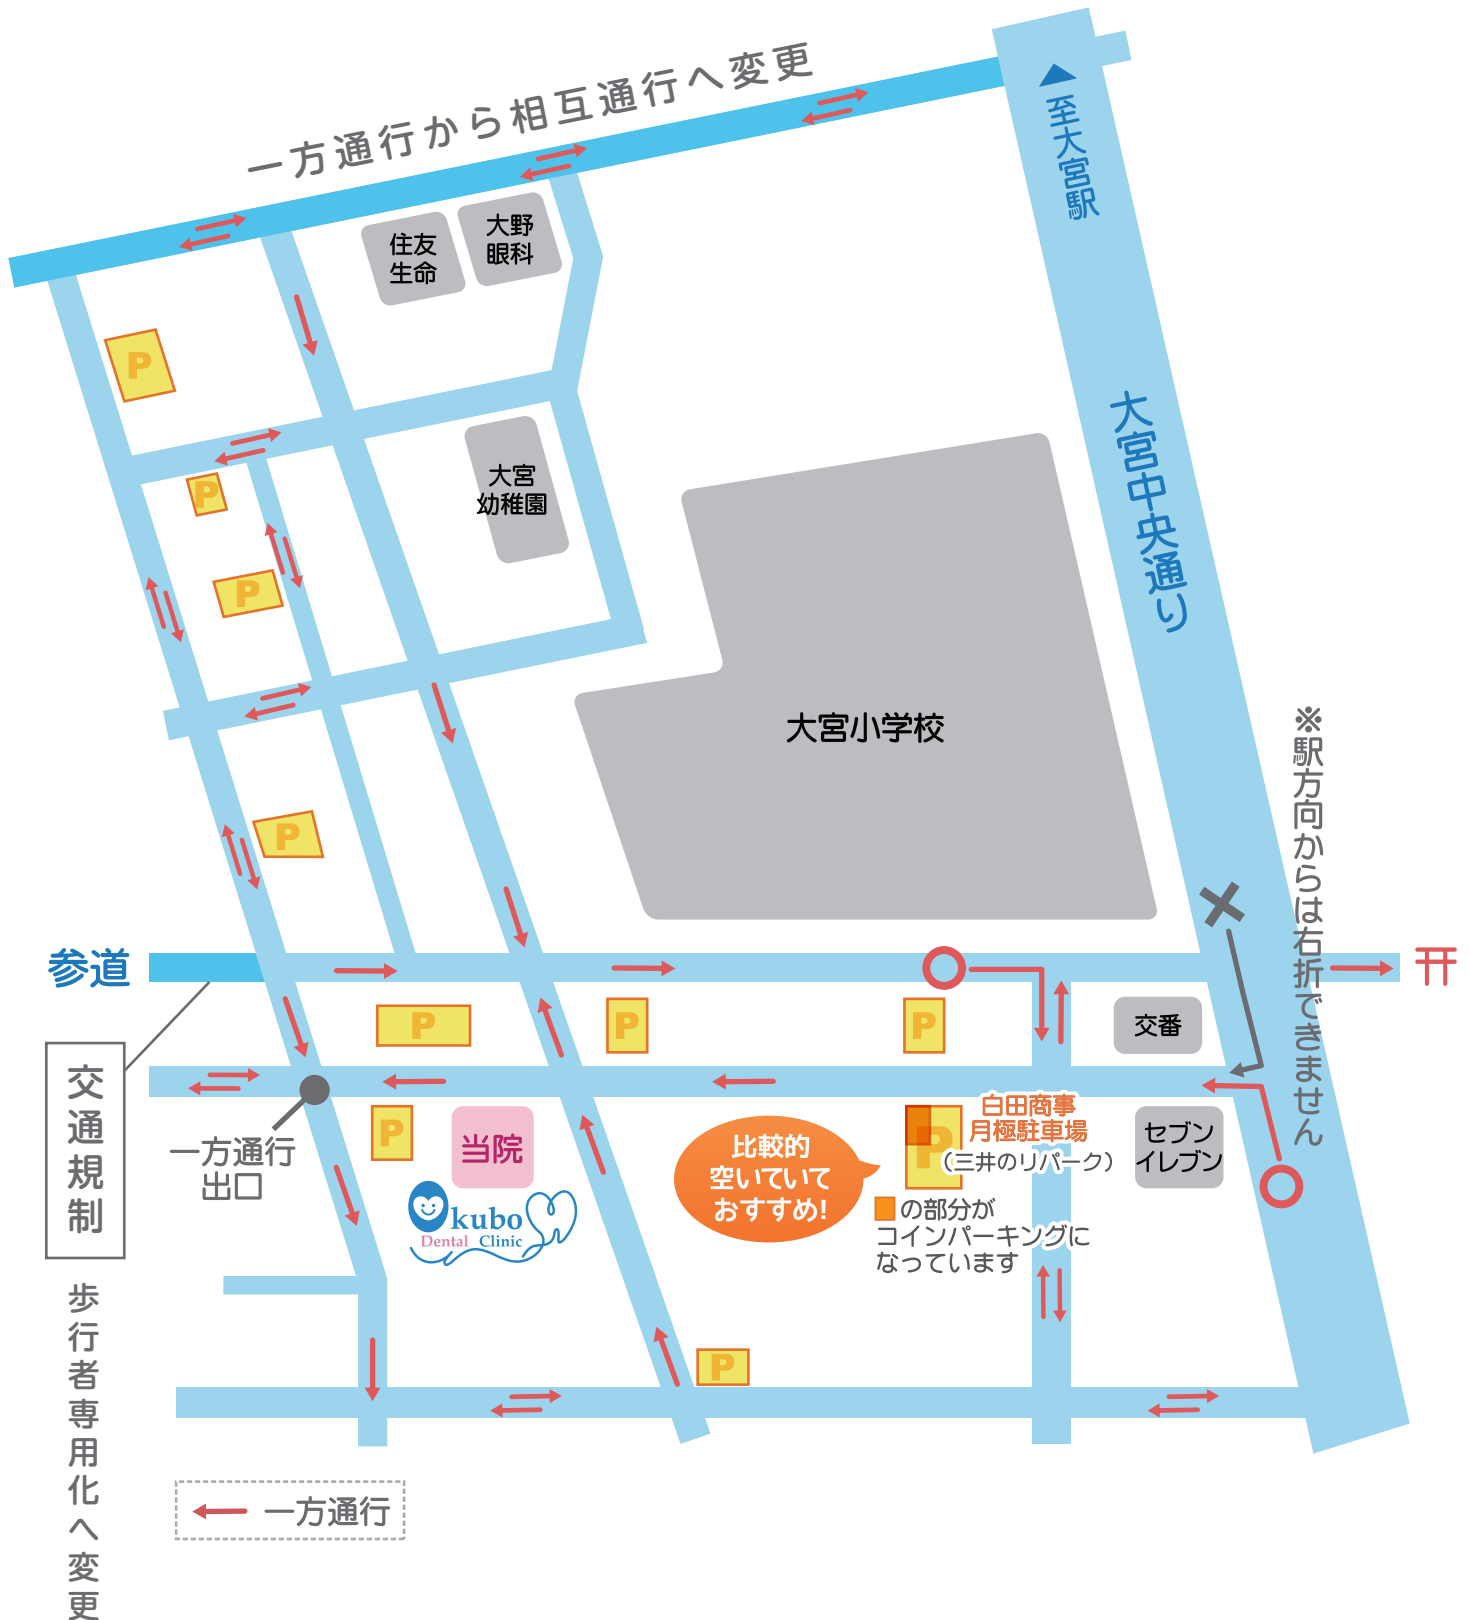 一方通行から相互通行へ変更
至大宮駅
住友
生命
大野
眼科
P
大宮中央通り
P
大宮
幼稚園
P
大宮小学校
※駅方向からは右折できません
P
参道
P
P
P
交番
交通規制
一方通行
出口
P
当院
Okubo
Dental Clinic
比較的
空いていて
おすすめ!
P
白田商事
月極駐車場
(三井のリパーク)
の部分が
コインパーキングに
なっています
セブン
イレブン
歩行者専用化へ変更
P
一方通行